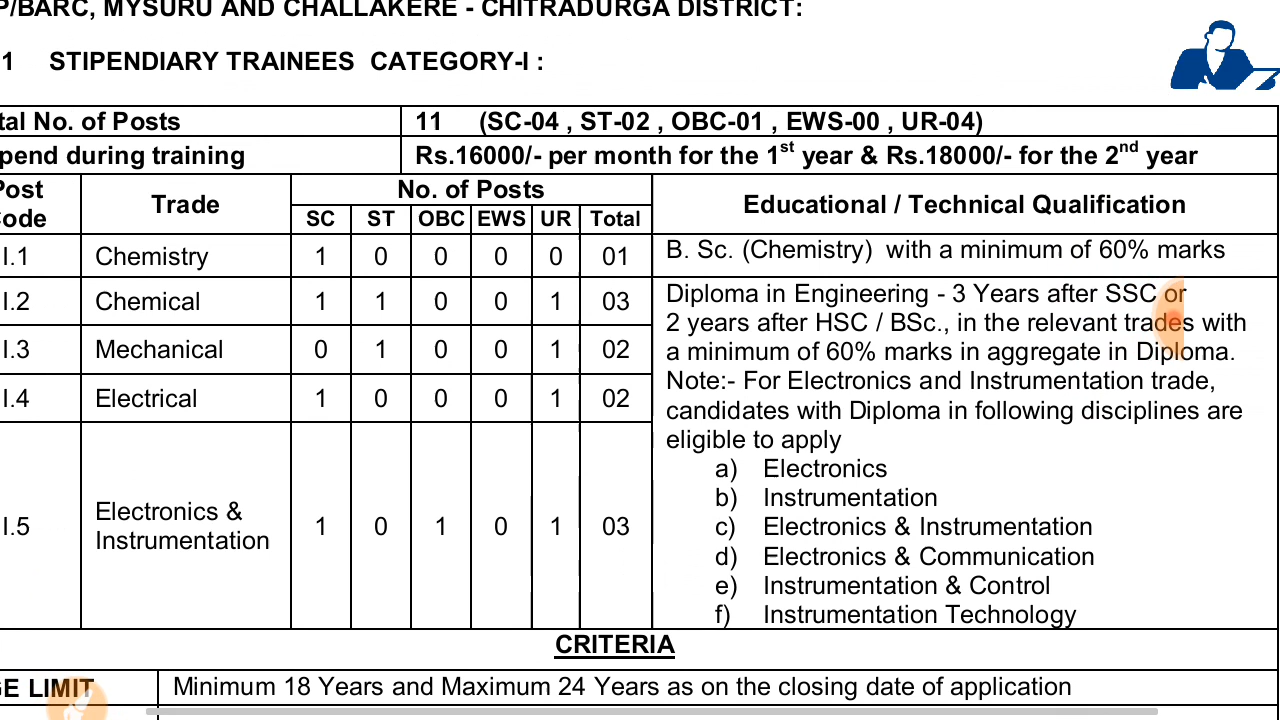 P/BARC, MYSURU AND CHALLAKERE - CHITRADURGA DISTRICT:
1 STIPENDIARY TRAINEES CATEGORY-I :
tal No. of Posts 11 (SC-04 , ST-02 , OBC-01 , EWS-00 , UR-04)
pend during training Rs.16000/- per month for the 1st year & Rs.18000/- for the 2nd year
Post Code Trade No. of Posts Educational / Technical Qualification
SC ST OBC EWS UR Total
I.1 Chemistry 1 0 0 0 0 01 B. Sc. (Chemistry) with a minimum of 60% marks
I.2 Chemical 1 1 0 0 1 03
I.3 Mechanical 0 1 0 0 1 02
I.4 Electrical 1 0 0 0 1 02
I.5 Electronics & Instrumentation 1 0 1 0 1 03
Diploma in Engineering - 3 Years after SSC or
2 years after HSC / BSc., in the relevant trades with
a minimum of 60% marks in aggregate in Diploma.
Note:- For Electronics and Instrumentation trade,
candidates with Diploma in following disciplines are
eligible to apply
a) Electronics
b) Instrumentation
c) Electronics & Instrumentation
d) Electronics & Communication
e) Instrumentation & Control
f) Instrumentation Technology
CRITERIA
GE LIMIT Minimum 18 Years and Maximum 24 Years as on the closing date of application